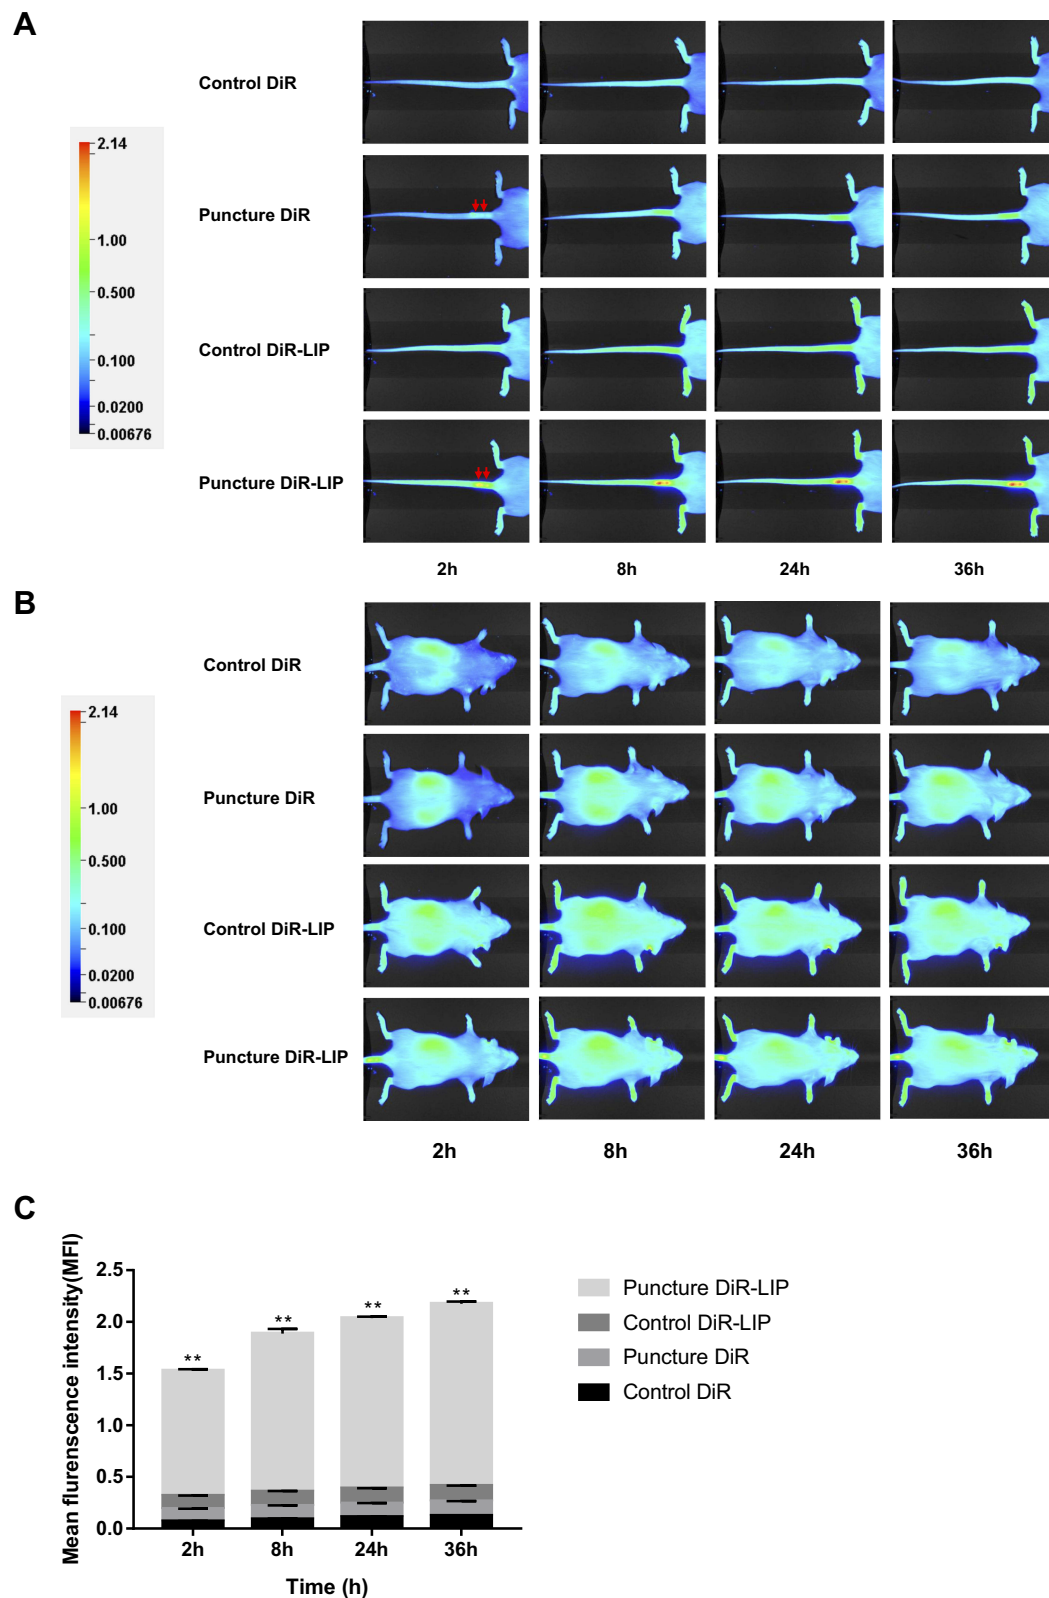 A
Control DiR
2.14
1.00
0.500
0.100
0.0200
0.00676
Puncture DiR
Control DiR-LIP
Puncture DiR-LIP
2h 8h 24h 36h
B
Control DiR
2.14
1.00
0.500
0.100
0.0200
0.00676
Puncture DiR
Control DiR-LIP
Puncture DiR-LIP
2h 8h 24h 36h
C
Mean flurenscence intensity(MFI)
2.5
2.0
1.5
1.0
0.5
0.0
** ** ** **
2h 8h 24h 36h
Time (h)
Puncture DiR-LIP
Control DiR-LIP
Puncture DiR
Control DiR